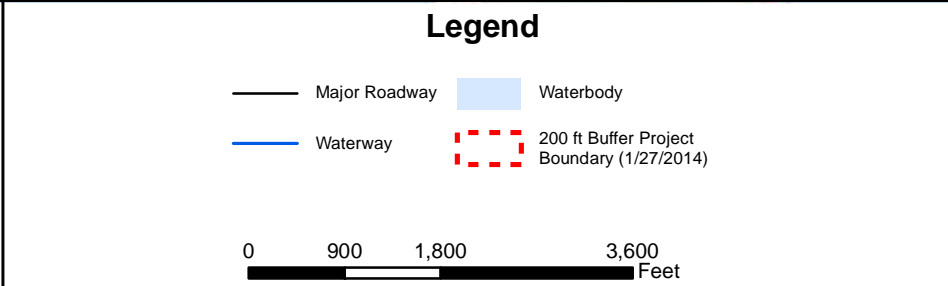 Legend
Major Roadway
Waterbody
Waterway
200 ft Buffer Project
Boundary (1/27/2014)
0 900 1,800 3,600
Feet